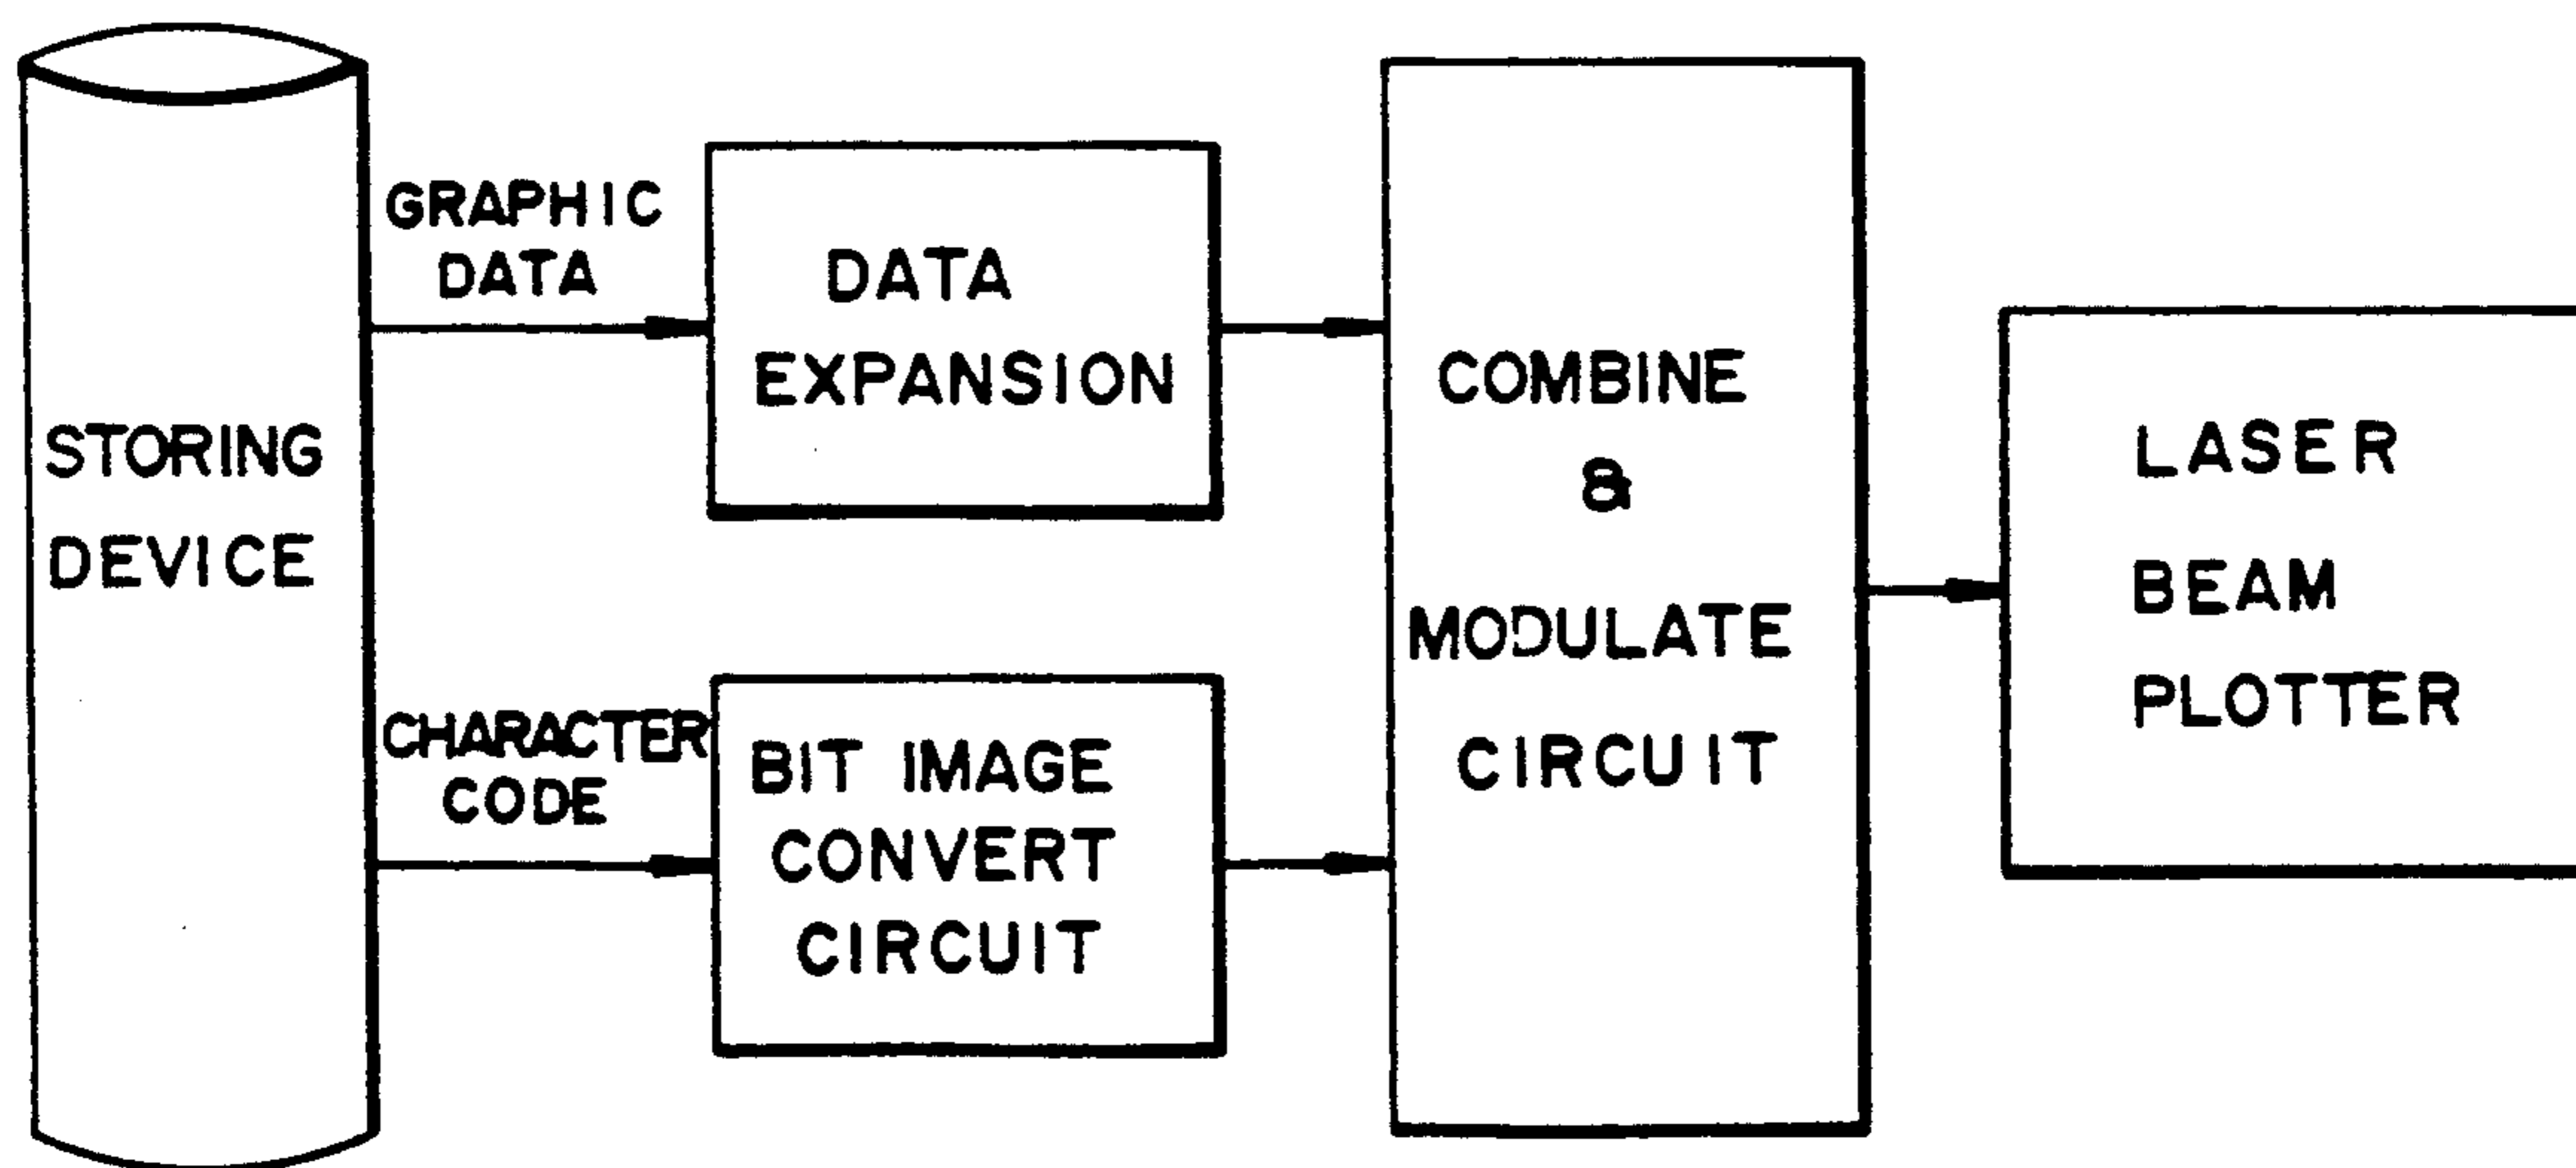 STORING
DEVICE
GRAPHIC
DATA
DATA
EXPANSION
CHARACTER
CODE
BIT IMAGE
CONVERT
CIRCUIT
COMBINE
&
MODULATE
CIRCUIT
LASER
BEAM
PLOTTER